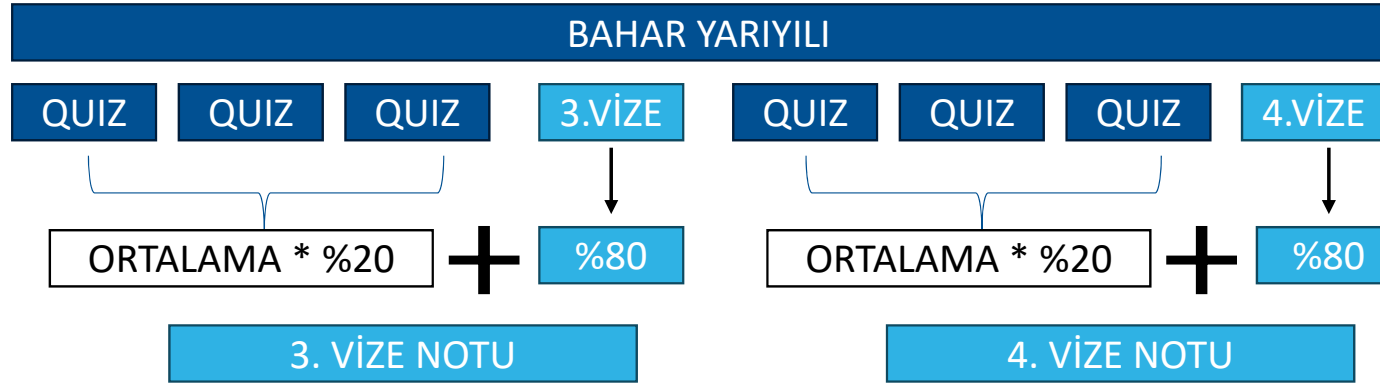 BAHAR YARIYILI
QUIZ QUIZ QUIZ 3.VİZE QUIZ QUIZ QUIZ 4.VİZE
ORTALAMA * %20 + %80 ORTALAMA * %20 + %80
3. VİZE NOTU 4. VİZE NOTU